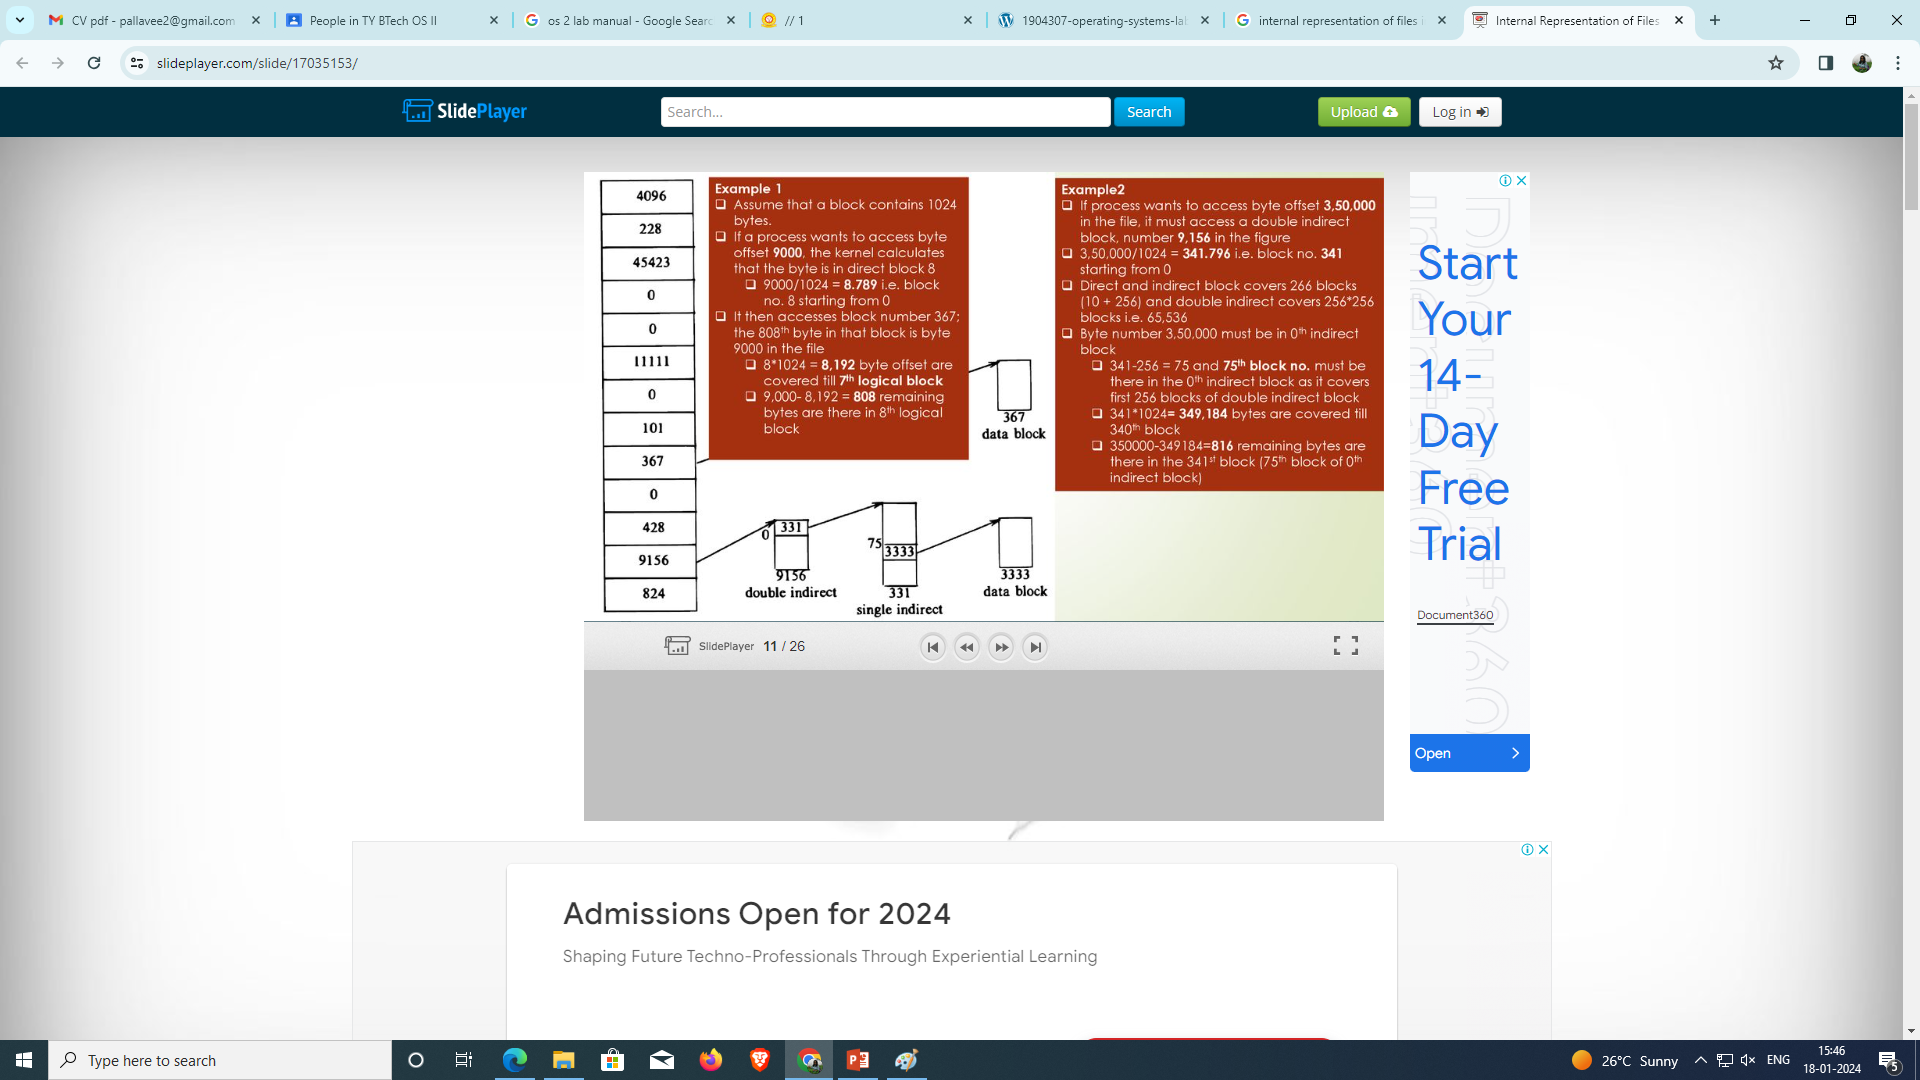 CV pdf - pallavee2@gmail.com
People in TY BTech OS II
os 2 lab manual - Google Searc
// 1
1904307-operating-systems-la
internal representation of files i
Internal Representation of Files
slideplayer.com/slide/17035153/
SlidePlayer
Search...
Search
Upload
Log in
4096
228
45423
0
0
11111
0
101
367
0
428
9156
824
Example 1
Assume that a block contains 1024
bytes.
If a process wants to access byte
offset 9000, the kernel calculates
that the byte is in direct block 8
9000/1024 = 8.789 i.e. block
no. 8 starting from 0
It then accesses block number 367;
the 808th byte in that block is byte
9000 in the file
8*1024 = 8,192 byte offset are
covered till 7th logical block
9,000- 8,192 = 808 remaining
bytes are there in 8th logical
block
367
data block
0
331
9156
double indirect
75
3333
331
single indirect
3333
data block
Example2
If process wants to access byte offset 3,50,000
in the file, it must access a double indirect
block, number 9,156 in the figure
3,50,000/1024 = 341.796 i.e. block no. 341
starting from 0
Direct and indirect block covers 266 blocks
(10 + 256) and double indirect covers 256*256
blocks i.e. 65,536
Byte number 3,50,000 must be in 0th indirect
block
341-256 = 75 and 75th block no. must be
there in the 0th indirect block as it covers
first 256 blocks of double indirect block
341*1024= 349,184 bytes are covered till
340th block
350000-349184=816 remaining bytes are
there in the 341st block (75th block of 0th
indirect block)
SlidePlayer 11 / 26
Start
Your
14-
Day
Free
Trial
Document360
Open
Admissions Open for 2024
Shaping Future Techno-Professionals Through Experiential Learning
Type here to search
26°C Sunny
ENG
15:46
18-01-2024
5